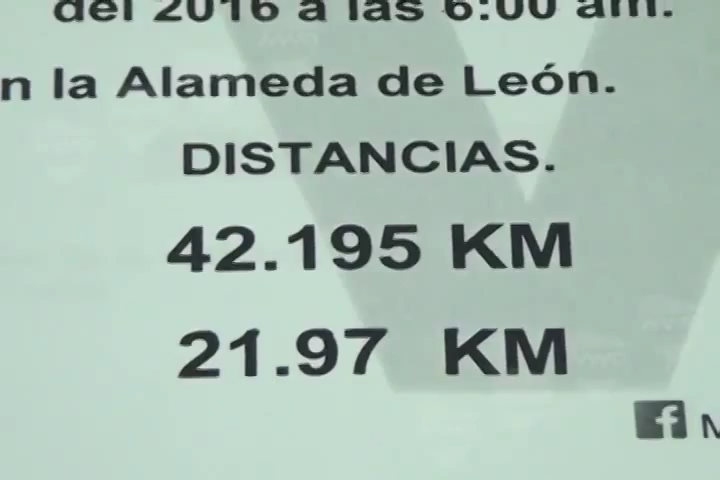 del 2016 a las 6:00 am.
n la Alameda de León.
DISTANCIAS.
42.195 KM
21.97 KM
f M